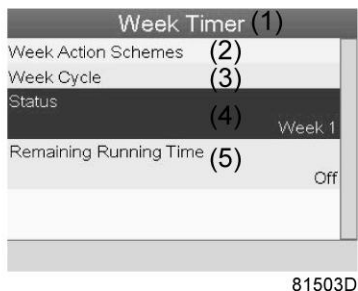 Week Timer (1)
Week Action Schemes (2)
Week Cycle (3)
Status
(4)
Week 1
Remaining Running Time (5)
Off
81503D